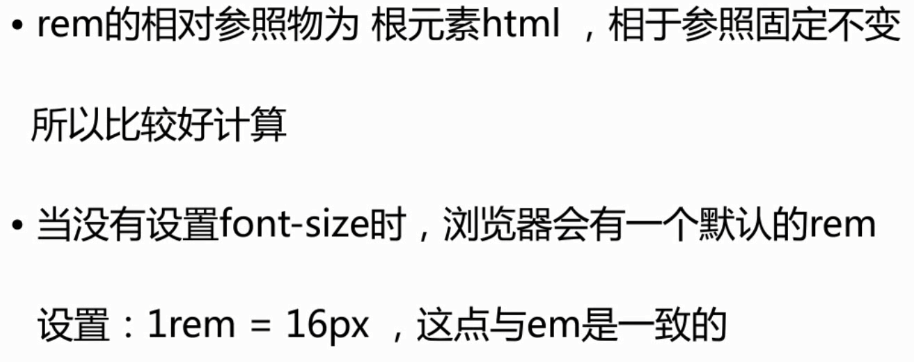 • rem的相对参照物为 根元素html ，相于参照固定不变
所以比较好计算
• 当没有设置font-size时，浏览器会有一个默认的rem
设置：1rem = 16px ，这点与em是一致的